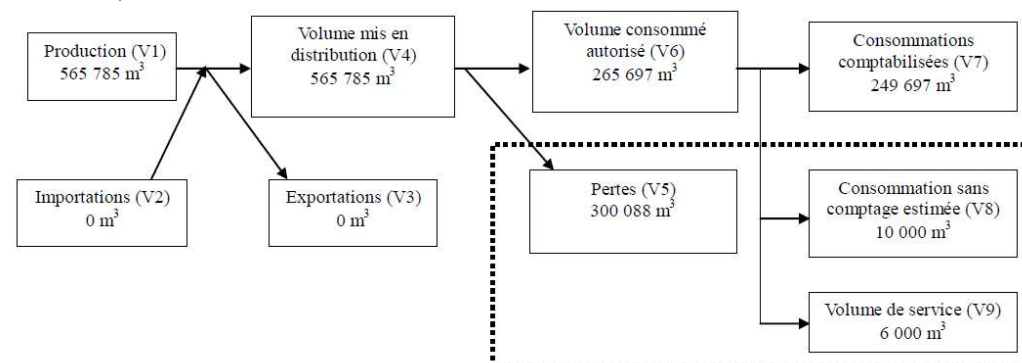 Production (V1)
565 785 m³
Volume mis en
distribution (V4)
565 785 m³
Volume consommé
autorisé (V6)
265 697 m³
Consommations
comptabilisées (V7)
249 697 m³
Importations (V2)
0 m³
Exportations (V3)
0 m³
Pertes (V5)
300 088 m³
Consommation sans
comptage estimée (V8)
10 000 m³
Volume de service (V9)
6 000 m³